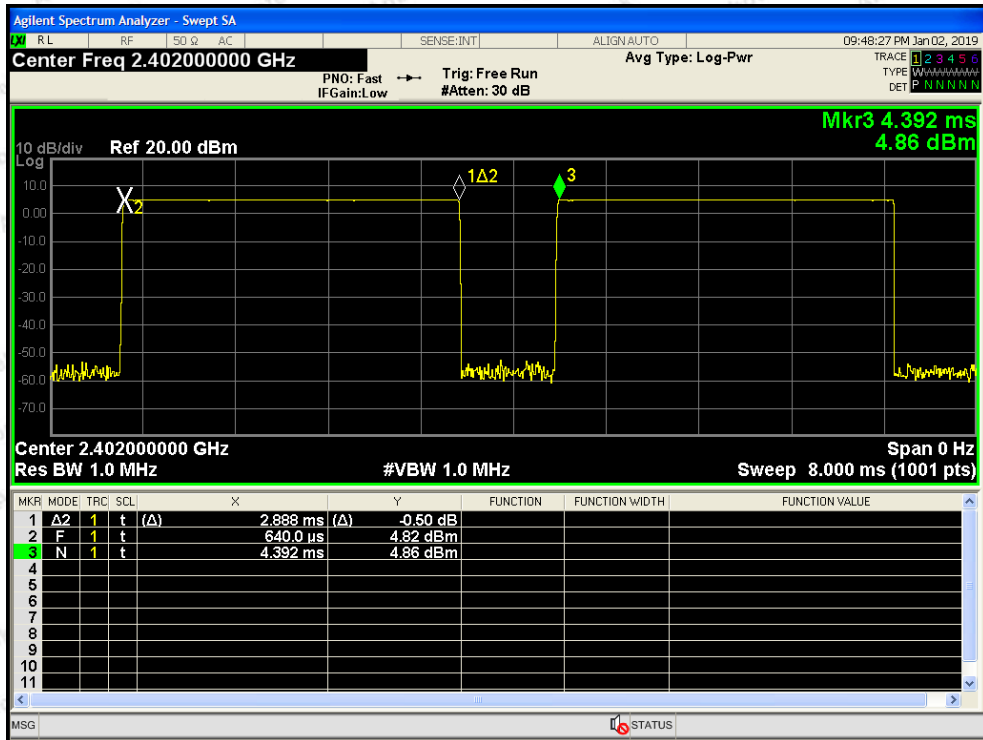 Agilent Spectrum Analyzer - Swept SA
LXI RL RF 50 Ω AC SENSE:INT ALIGN AUTO 09:48:27 PM Jan 02, 2019
Center Freq 2.402000000 GHz Avg Type: Log-Pwr TRACE 1 2 3 4 5 6
PNO: Fast Trig: Free Run TYPE WWWWWW
IFGain:Low #Atten: 30 dB DET P N N N N N
Mkr3 4.392 ms
10 dB/div Ref 20.00 dBm 4.86 dBm
Log
10.0
0.00
-10.0
-20.0
-30.0
-40.0
-50.0
-60.0
-70.0
X2 1Δ2 3
Center 2.402000000 GHz Span 0 Hz
Res BW 1.0 MHz #VBW 1.0 MHz Sweep 8.000 ms (1001 pts)
MKR MODE TRC SCL X Y FUNCTION FUNCTION WIDTH FUNCTION VALUE
1 Δ2 1 t (Δ) 2.888 ms (Δ) -0.50 dB
2 F 1 t 640.0 µs 4.82 dBm
3 N 1 t 4.392 ms 4.86 dBm
4
5
6
7
8
9
10
11
MSG STATUS